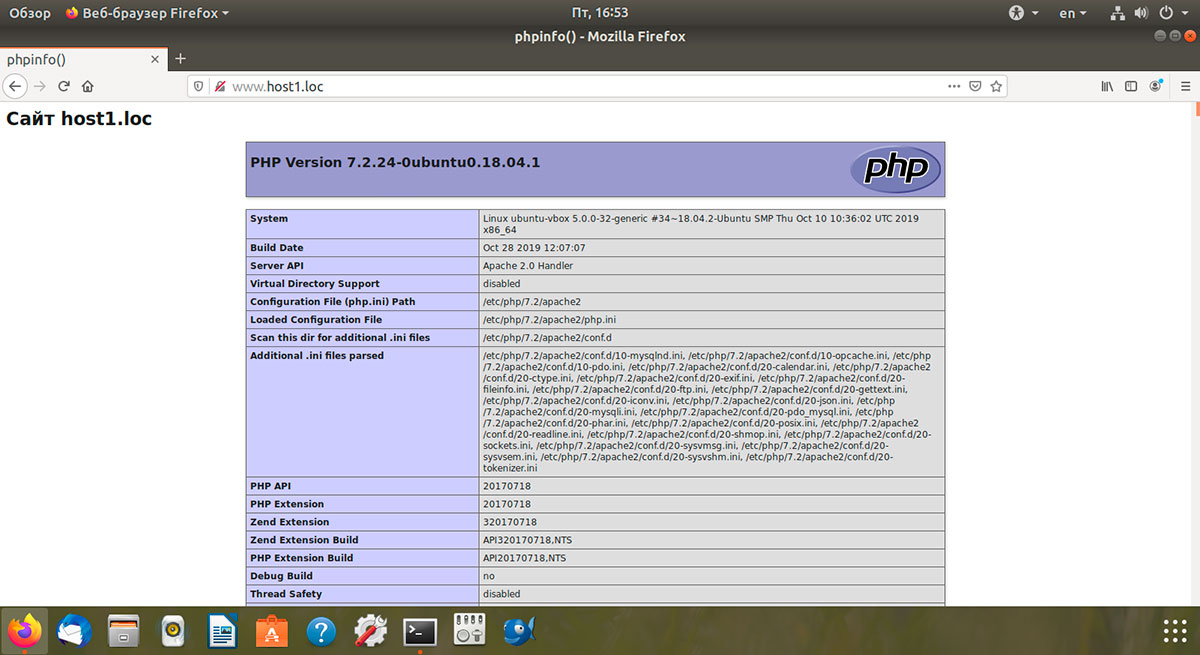 Обзор Веб-браузер Firefox Пт, 16:53 en
phpinfo() - Mozilla Firefox
phpinfo()
www.host1.loc
Сайт host1.loc
PHP Version 7.2.24-0ubuntu0.18.04.1 php
System Linux ubuntu-vbox 5.0.0-32-generic #34~18.04.2-Ubuntu SMP Thu Oct 10 10:36:02 UTC 2019
x86_64
Build Date Oct 28 2019 12:07:07
Server API Apache 2.0 Handler
Virtual Directory Support disabled
Configuration File (php.ini) Path /etc/php/7.2/apache2
Loaded Configuration File /etc/php/7.2/apache2/php.ini
Scan this dir for additional .ini files /etc/php/7.2/apache2/conf.d
Additional .ini files parsed /etc/php/7.2/apache2/conf.d/10-mysqlnd.ini, /etc/php/7.2/apache2/conf.d/10-opcache.ini, /etc/php
/7.2/apache2/conf.d/10-pdo.ini, /etc/php/7.2/apache2/conf.d/20-calendar.ini, /etc/php/7.2/apache2
/conf.d/20-ctype.ini, /etc/php/7.2/apache2/conf.d/20-exif.ini, /etc/php/7.2/apache2/conf.d/20-
fileinfo.ini, /etc/php/7.2/apache2/conf.d/20-ftp.ini, /etc/php/7.2/apache2/conf.d/20-gettext.ini,
/etc/php/7.2/apache2/conf.d/20-iconv.ini, /etc/php/7.2/apache2/conf.d/20-json.ini, /etc/php
/7.2/apache2/conf.d/20-mysqli.ini, /etc/php/7.2/apache2/conf.d/20-pdo_mysql.ini, /etc/php
/7.2/apache2/conf.d/20-phar.ini, /etc/php/7.2/apache2/conf.d/20-posix.ini, /etc/php/7.2/apache2
/conf.d/20-readline.ini, /etc/php/7.2/apache2/conf.d/20-shmop.ini, /etc/php/7.2/apache2/conf.d/20-
sockets.ini, /etc/php/7.2/apache2/conf.d/20-sysvmsg.ini, /etc/php/7.2/apache2/conf.d/20-
sysvsem.ini, /etc/php/7.2/apache2/conf.d/20-sysvshm.ini, /etc/php/7.2/apache2/conf.d/20-
tokenizer.ini
PHP API 20170718
PHP Extension 20170718
Zend Extension 320170718
Zend Extension Build API320170718,NTS
PHP Extension Build API20170718,NTS
Debug Build no
Thread Safety disabled